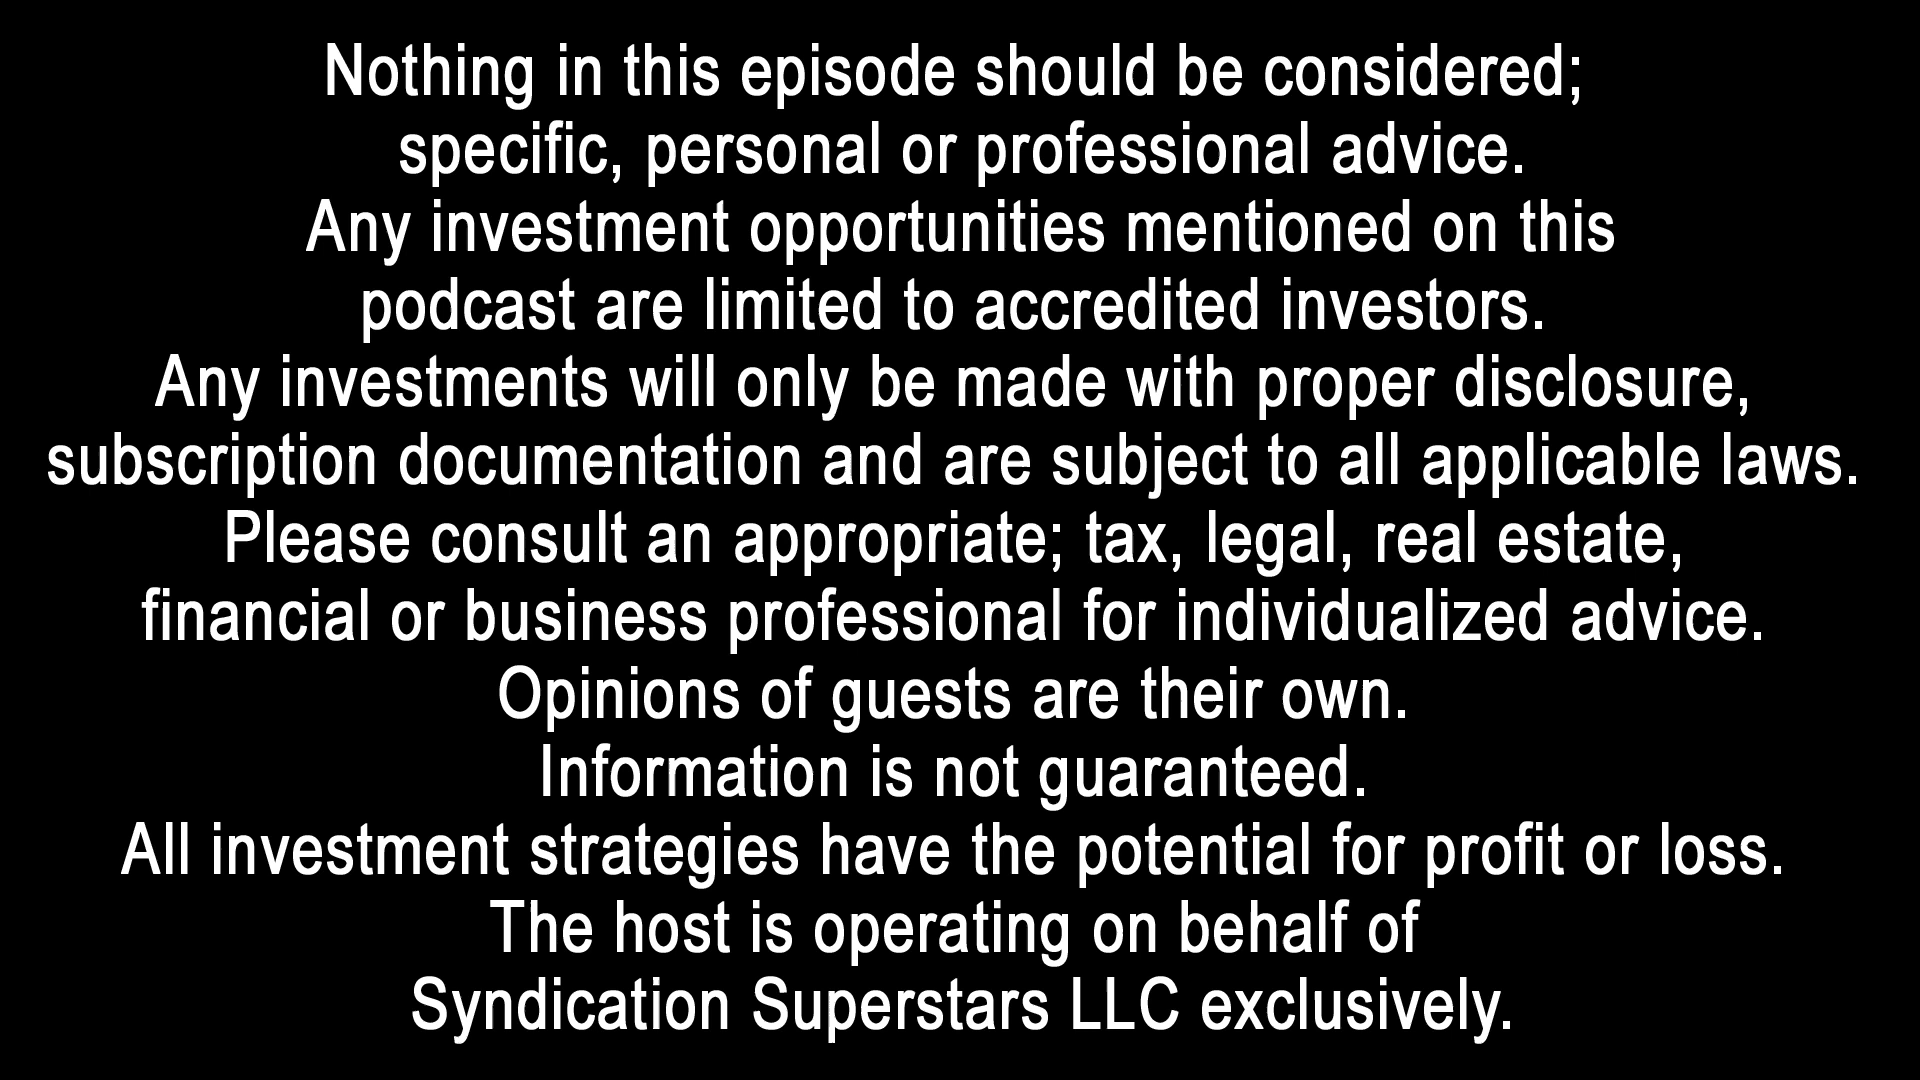 Nothing in this episode should be considered;
specific, personal or professional advice.
Any investment opportunities mentioned on this
podcast are limited to accredited investors.
Any investments will only be made with proper disclosure,
subscription documentation and are subject to all applicable laws.
Please consult an appropriate; tax, legal, real estate,
financial or business professional for individualized advice.
Opinions of guests are their own.
Information is not guaranteed.
All investment strategies have the potential for profit or loss.
The host is operating on behalf of
Syndication Superstars LLC exclusively.